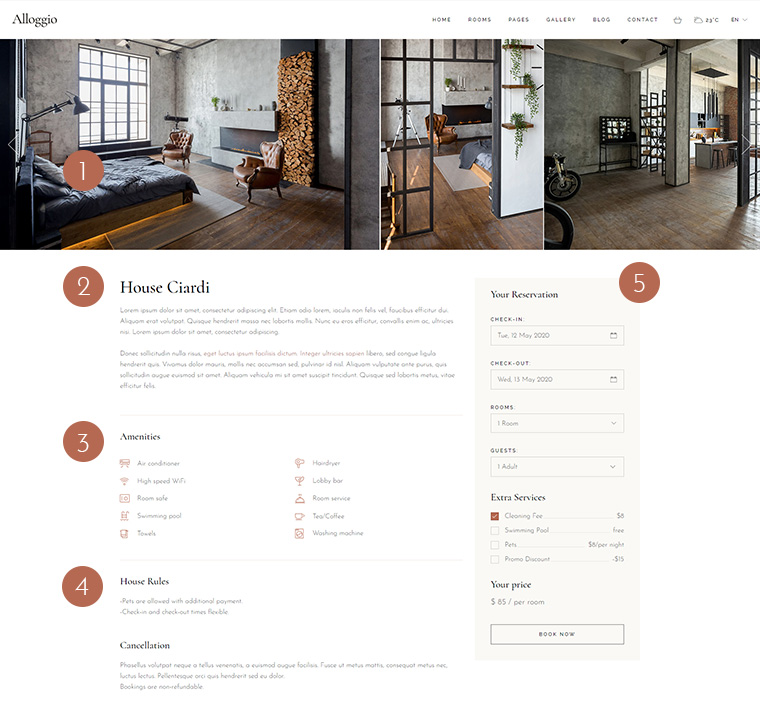 Alloggio
HOME ROOMS PAGES GALLERY BLOG CONTACT 23°C EN
1
2
House Ciardi
Lorem ipsum dolor sit amet, consectetur adipiscing elit. Etiam odio lorem, iaculis non felis vel, faucibus efficitur dui.
Aliquam erat volutpat. Quisque hendrerit massa nec lobortis mollis. Nunc eu eros efficitur, convallis enim ac, ultricies
nisi. Lorem ipsum dolor sit amet, consectetur adipiscing.
Donec sollicitudin nulla risus, eget luctus ipsum facilisis dictum. Integer ultricies sapien libero, sed congue ligula
hendrerit quis. Vivamus dolor mauris, mollis nec accumsan sed, pulvinar id nisl. Aliquam vulputate ante purus, quis
sollicitudin augue euismod sit amet. Aliquam vehicula mi sit amet suscipit tincidunt. Quisque sed lobortis metus, vitae
efficitur felis.
3
Amenities
Air conditioner
High speed WiFi
Room safe
Swimming pool
Towels
Hairdryer
Lobby bar
Room service
Tea/Coffee
Washing machine
4
House Rules
-Pets are allowed with additional payment.
-Check-in and check-out times flexible.
Cancellation
Phasellus volutpat neque a tellus venenatis, a euismod augue facilisis. Fusce ut metus mattis, consequat metus nec,
luctus lectus. Pellentesque orci quis hendrerit sed eu dolor.
Bookings are non-refundable.
5
Your Reservation
CHECK-IN:
Tue, 12 May 2020
CHECK-OUT:
Wed, 13 May 2020
ROOMS:
1 Room
GUESTS:
1 Adult
Extra Services
Cleaning Fee $8
Swimming Pool free
Pets $8/per night
Promo Discount -$15
Your price
$ 85 / per room
BOOK NOW